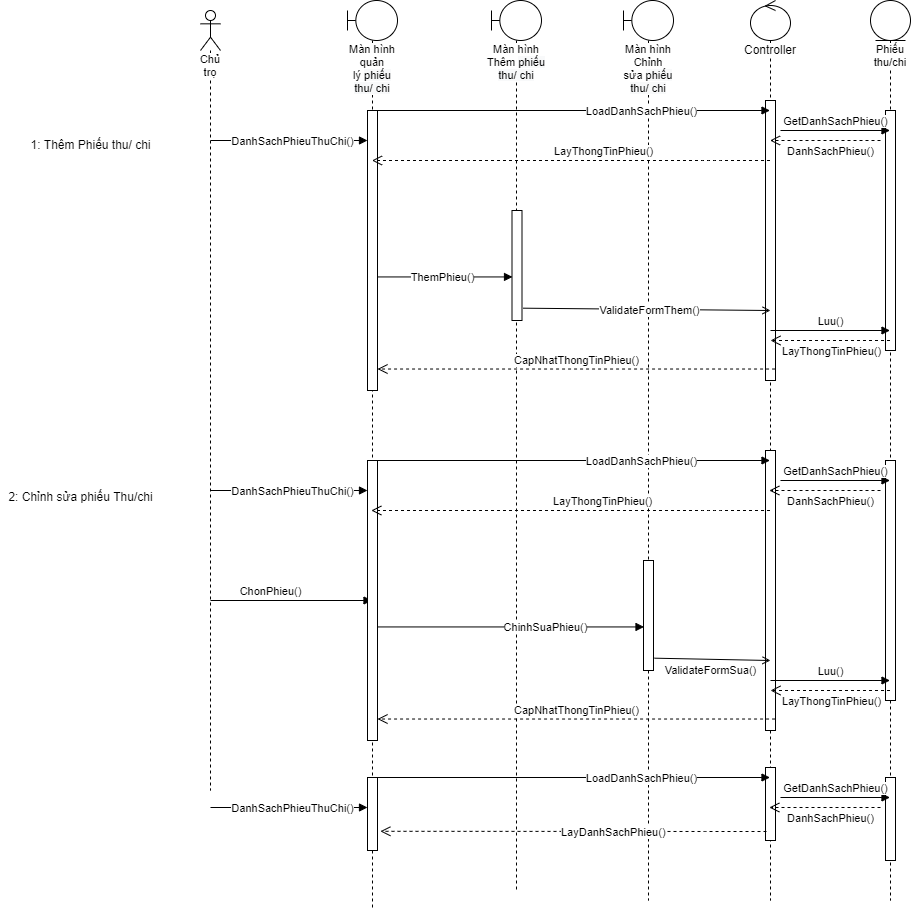 Chủ
trọ
Màn hình
quản
lý phiếu
thu/ chi
Màn hình
Thêm phiếu
thu/ chi
Màn hình
Chỉnh
sửa phiếu
thu/ chi
Controller
Phiếu
thu/chi
LoadDanhSachPhieu()
GetDanhSachPhieu()
1: Thêm Phiếu thu/ chi
DanhSachPhieuThuChi()
DanhSachPhieu()
LayThongTinPhieu()
ThemPhieu()
ValidateFormThem()
Luu()
LayThongTinPhieu()
CapNhatThongTinPhieu()
LoadDanhSachPhieu()
GetDanhSachPhieu()
2: Chỉnh sửa phiếu Thu/chi
DanhSachPhieuThuChi()
DanhSachPhieu()
LayThongTinPhieu()
ChonPhieu()
ChinhSuaPhieu()
ValidateFormSua()
Luu()
LayThongTinPhieu()
CapNhatThongTinPhieu()
LoadDanhSachPhieu()
GetDanhSachPhieu()
DanhSachPhieuThuChi()
DanhSachPhieu()
LayDanhSachPhieu()